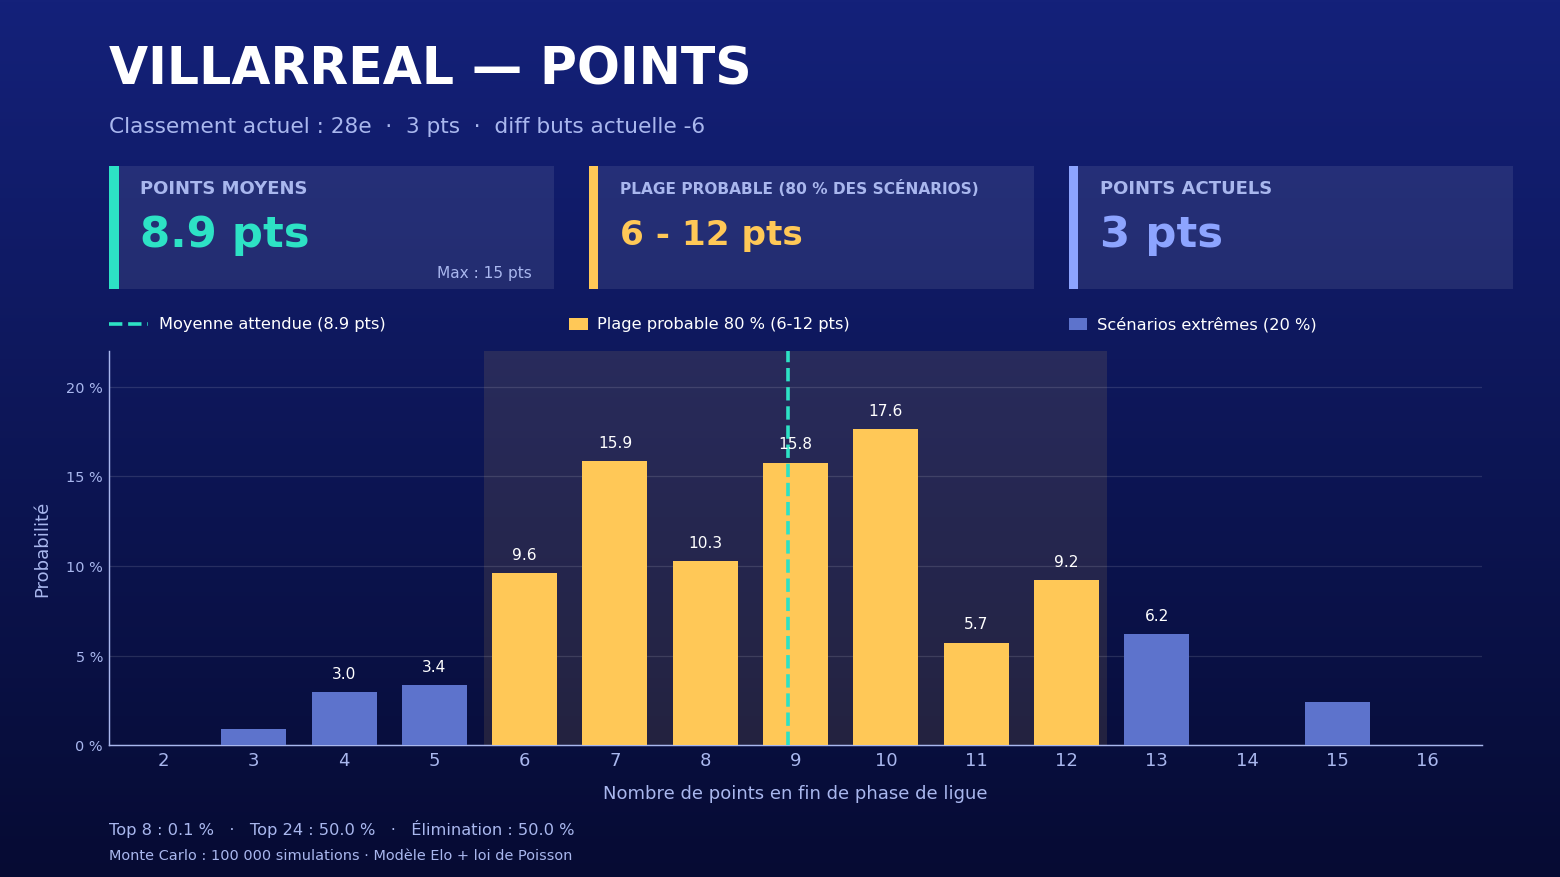 VILLARREAL — POINTS
Classement actuel : 28e · 3 pts · diff buts actuelle -6
POINTS MOYENS
8.9 pts
Max : 15 pts
PLAGE PROBABLE (80 % DES SCÉNARIOS)
6 - 12 pts
POINTS ACTUELS
3 pts
Moyenne attendue (8.9 pts)
Plage probable 80 % (6-12 pts)
Scénarios extrêmes (20 %)
Probabilité
20 %
15 %
10 %
5 %
0 %
3.0
3.4
9.6
15.9
10.3
15.8
17.6
5.7
9.2
6.2
2 3 4 5 6 7 8 9 10 11 12 13 14 15 16
Nombre de points en fin de phase de ligue
Top 8 : 0.1 % · Top 24 : 50.0 % · Élimination : 50.0 %
Monte Carlo : 100 000 simulations · Modèle Elo + loi de Poisson